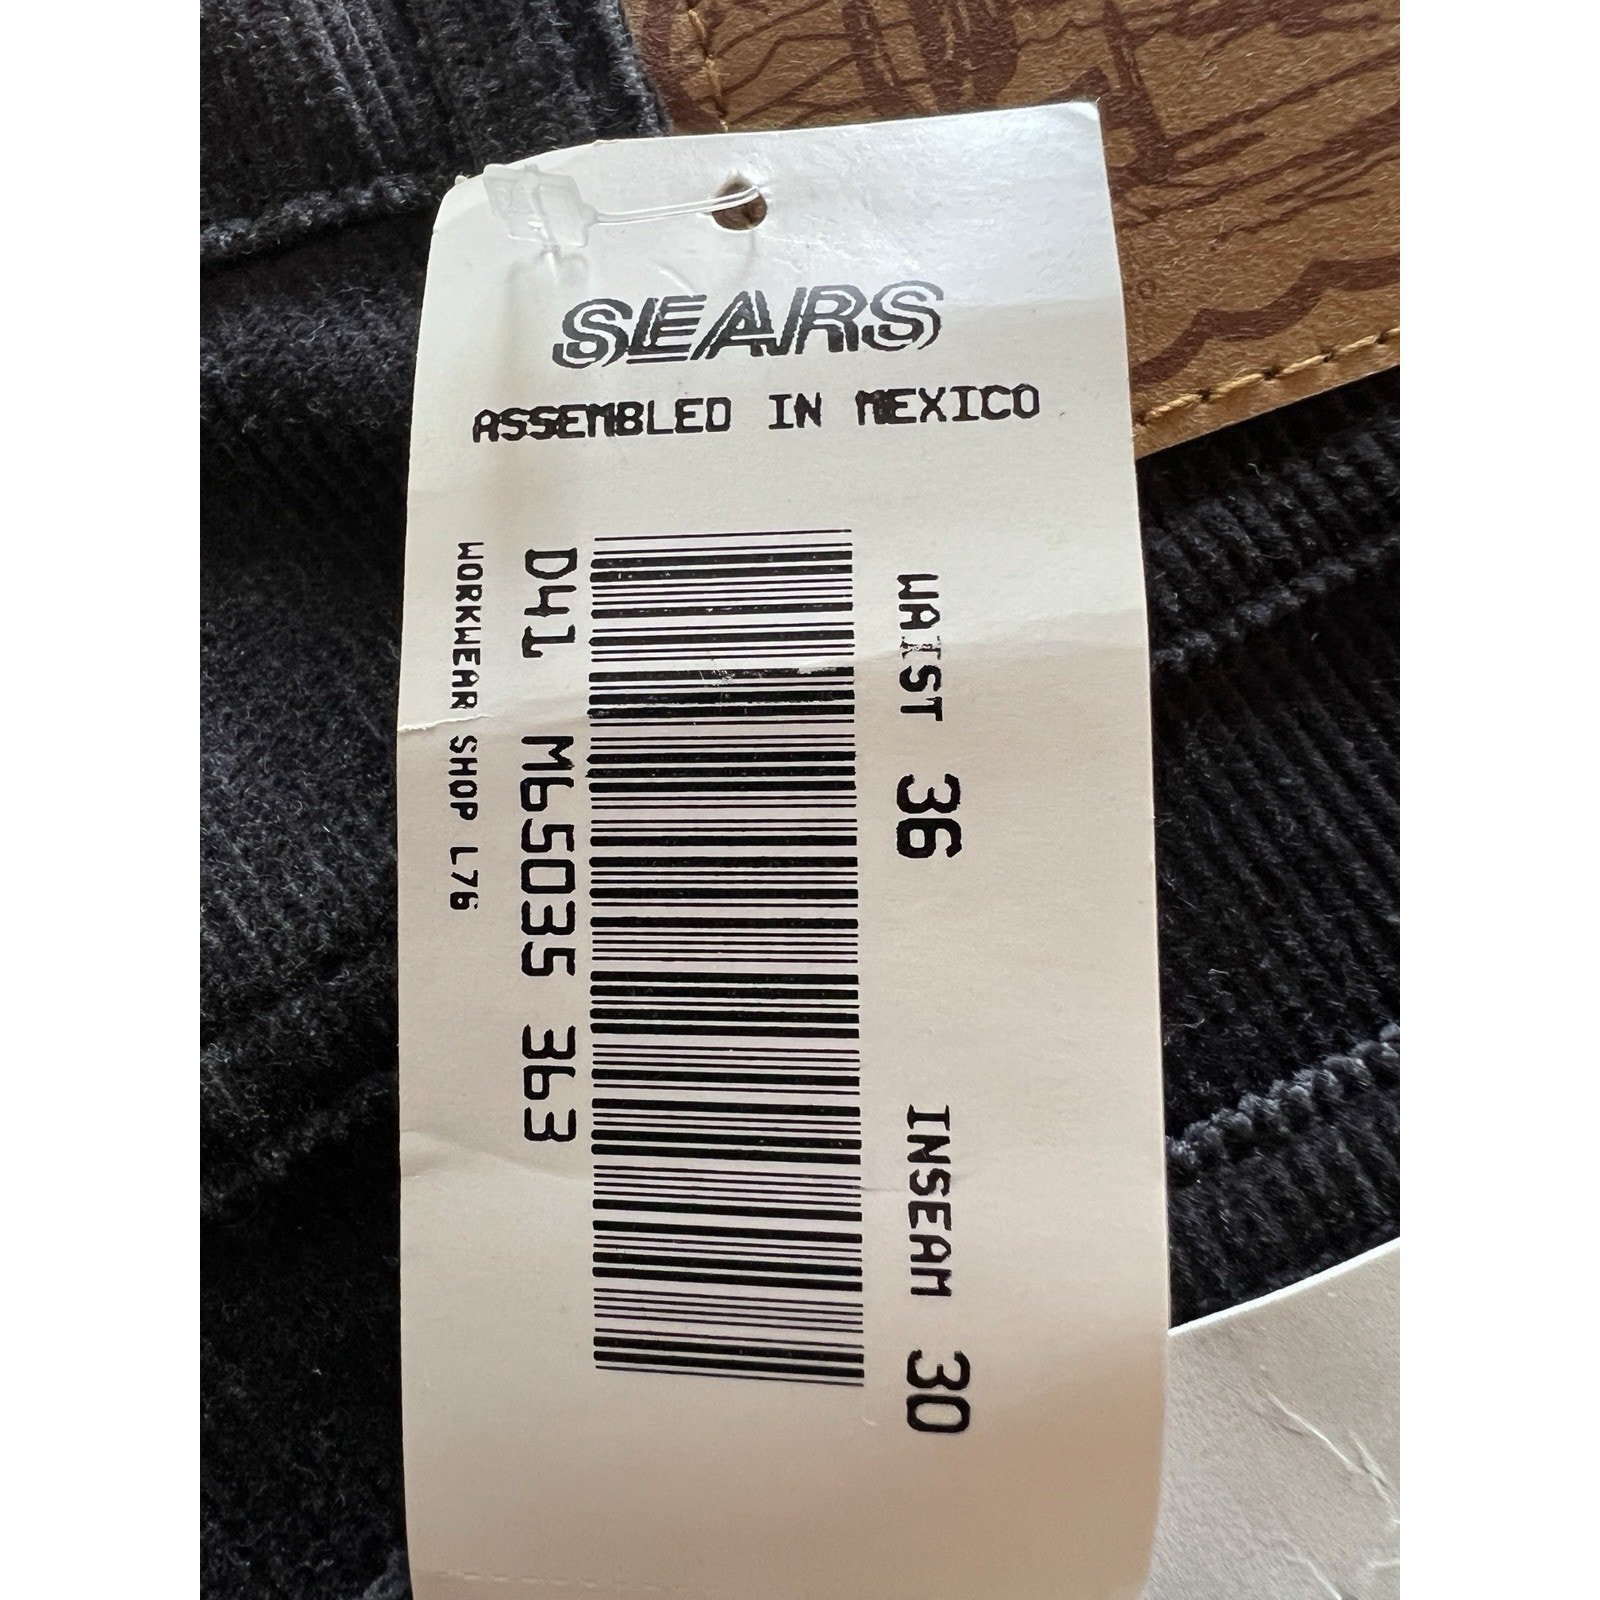 SEARS
ASSEMBLED IN MEXICO
WAIST 36 INSEAM 30
D41 M65035 363
WORKWEAR SHOP L76